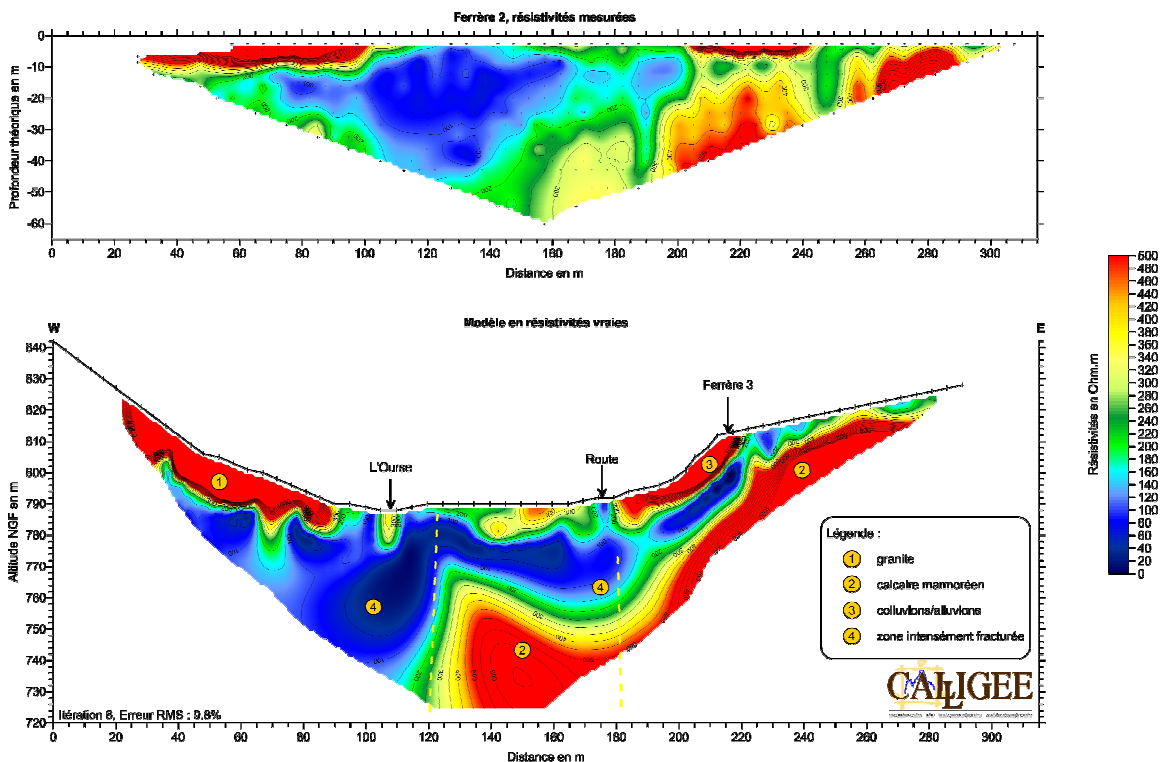 Ferrère 2, résistivités mesurées
Profondeur théorique en m
0
-10
-20
-30
-40
-50
-60
0 20 40 60 80 100 120 140 160 180 200 220 240 260 280 300
Distance en m
Modèle en résistivités vraies
W
E
Altitude NGF en m
840
830
820
810
800
790
780
770
760
750
740
730
720
Ferrère 3
L'Ourse
Route
1
2
3
4
4
2
Légende :
1 granite
2 calcaire marmoréen
3 colluvions/alluvions
4 zone intensément fracturée
CALLIGEE
Itération 6, Erreur RMS : 9.8%
0 20 40 60 80 100 120 140 160 180 200 220 240 260 280 300
Distance en m
Résistivités en Ohm.m
600
480
460
440
420
400
380
360
340
320
300
280
260
240
220
200
180
160
140
120
100
80
60
40
20
0